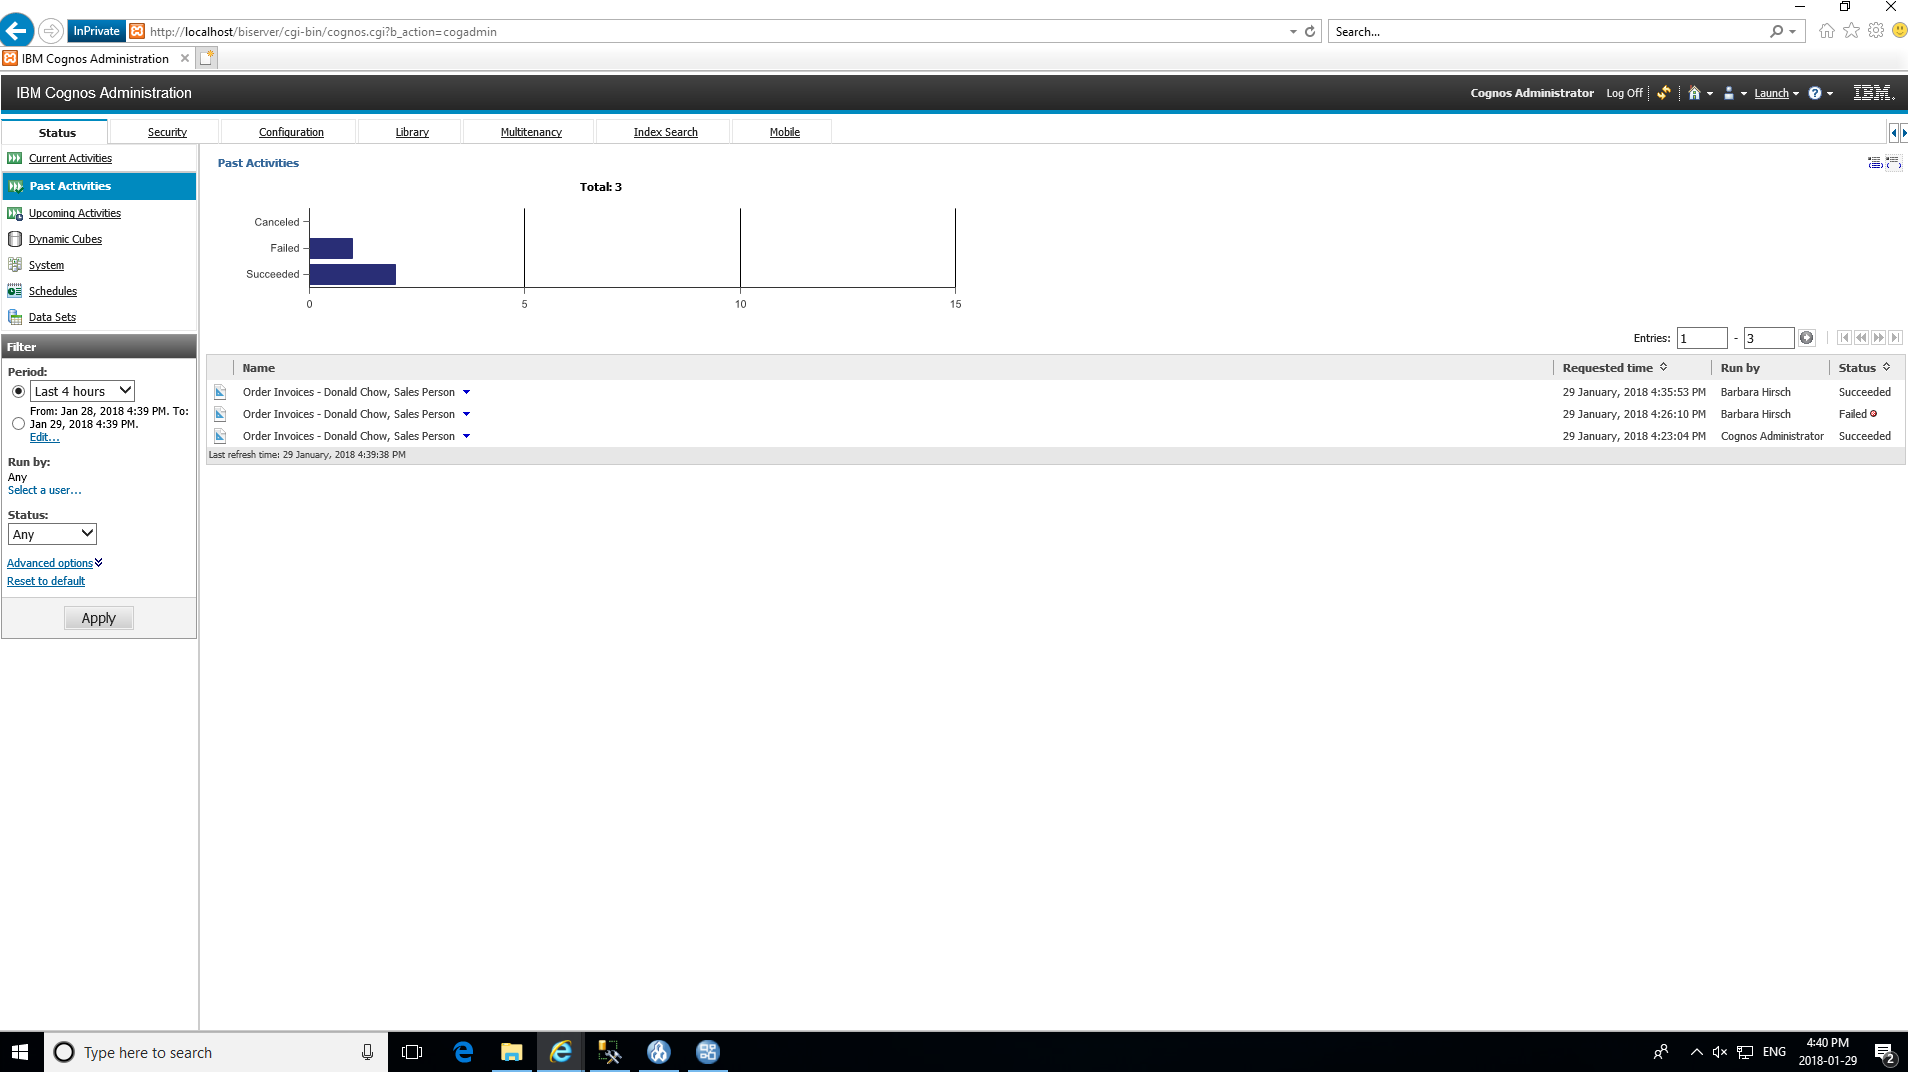 InPrivate
http://localhost/biserver/cgi-bin/cognos.cgi?b_action=cogadmin
Search...
IBM Cognos Administration
IBM Cognos Administration
Cognos Administrator
Log Off
Launch
IBM.
Status
Security
Configuration
Library
Multitenancy
Index Search
Mobile
Current Activities
Past Activities
Upcoming Activities
Dynamic Cubes
System
Schedules
Data Sets
Filter
Period:
Last 4 hours
From: Jan 28, 2018 4:39 PM. To:
Jan 29, 2018 4:39 PM.
Edit...
Run by:
Any
Select a user...
Status:
Any
Advanced options
Reset to default
Apply
Past Activities
Total: 3
Canceled
Failed
Succeeded
0 5 10 15
Entries: 1 - 3
Name Requested time Run by Status
Order Invoices - Donald Chow, Sales Person 29 January, 2018 4:35:53 PM Barbara Hirsch Succeeded
Order Invoices - Donald Chow, Sales Person 29 January, 2018 4:26:10 PM Barbara Hirsch Failed
Order Invoices - Donald Chow, Sales Person 29 January, 2018 4:23:04 PM Cognos Administrator Succeeded
Last refresh time: 29 January, 2018 4:39:38 PM
Type here to search
ENG
4:40 PM
2018-01-29
2